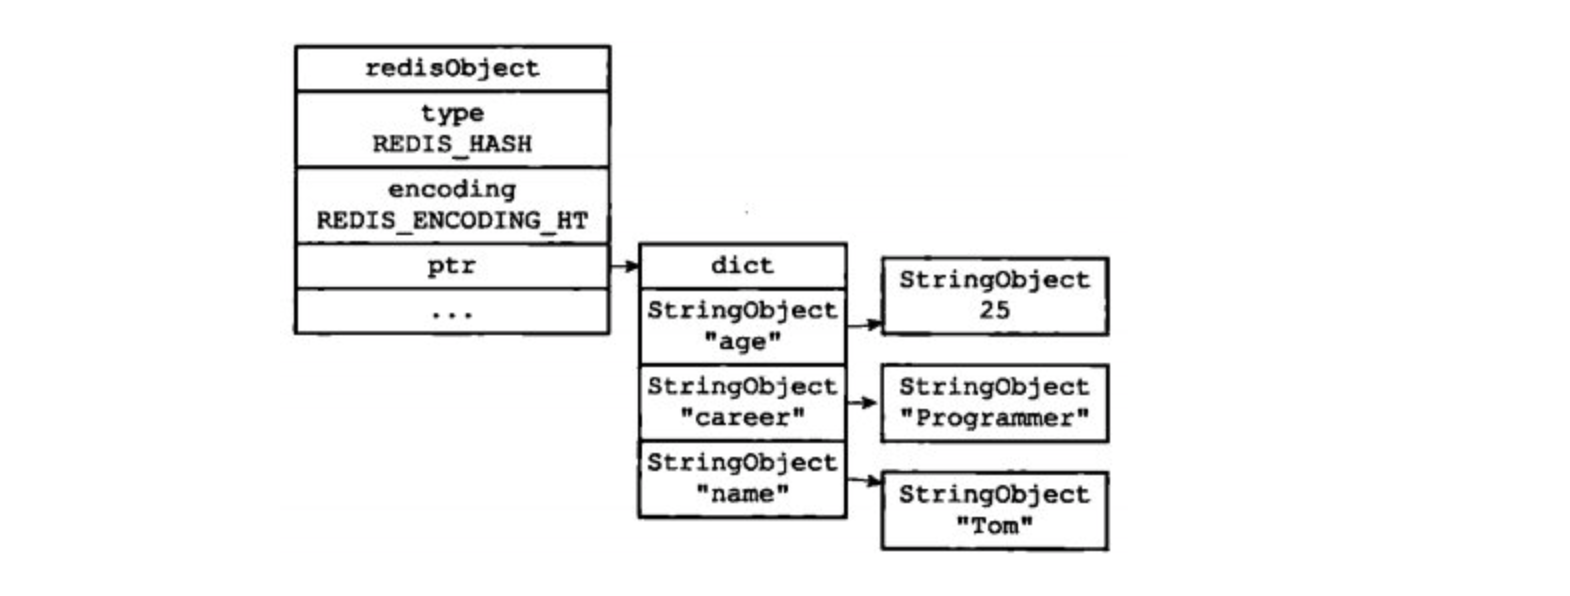 redisObject
type
REDIS_HASH
encoding
REDIS_ENCODING_HT
ptr
...
dict
StringObject
"age"
StringObject
"career"
StringObject
"name"
StringObject
25
StringObject
"Programmer"
StringObject
"Tom"